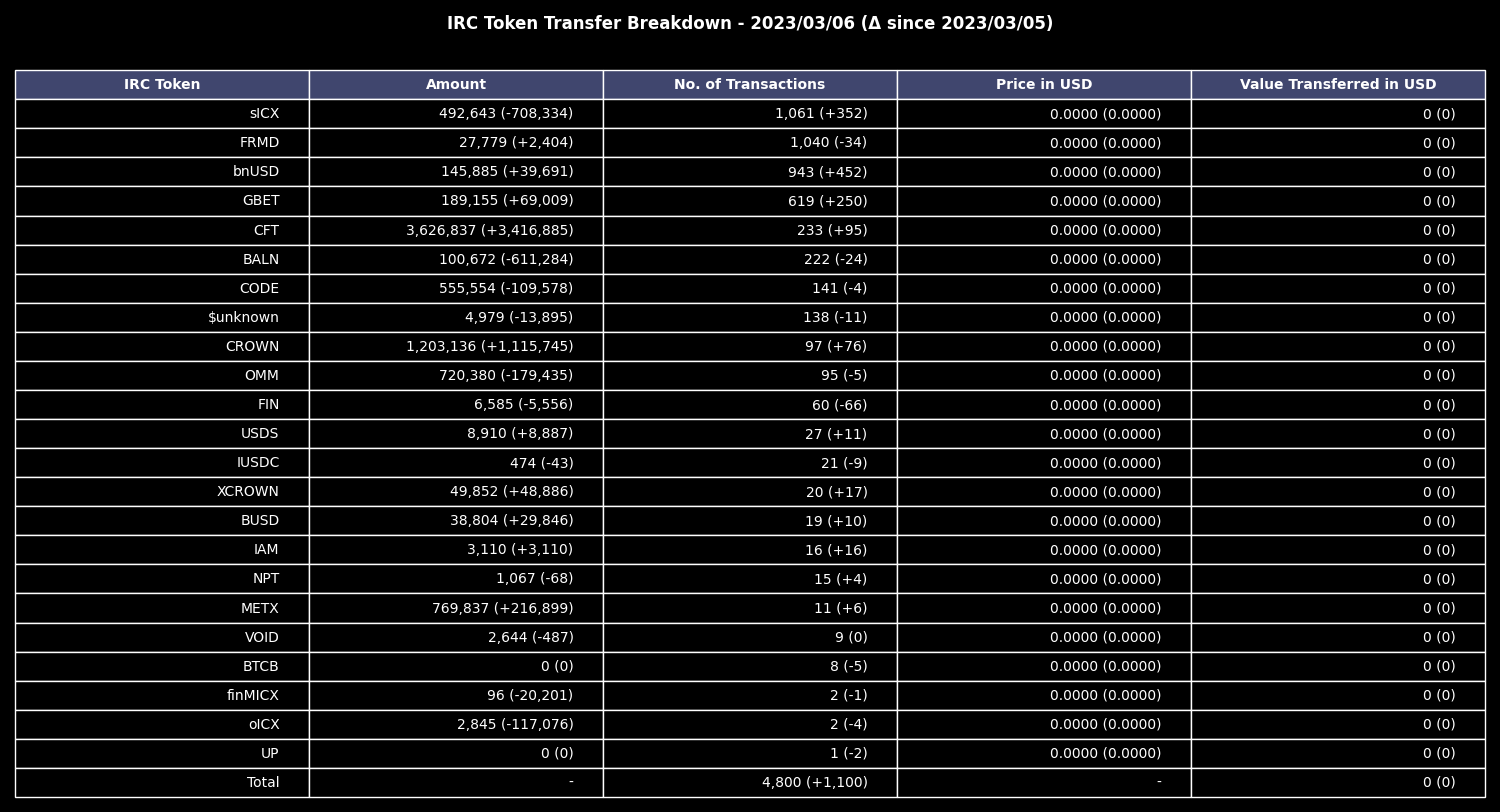 IRC Token Transfer Breakdown - 2023/03/06 (Δ since 2023/03/05)
IRC Token Amount No. of Transactions Price in USD Value Transferred in USD
sICX 492,643 (-708,334) 1,061 (+352) 0.0000 (0.0000) 0 (0)
FRMD 27,779 (+2,404) 1,040 (-34) 0.0000 (0.0000) 0 (0)
bnUSD 145,885 (+39,691) 943 (+452) 0.0000 (0.0000) 0 (0)
GBET 189,155 (+69,009) 619 (+250) 0.0000 (0.0000) 0 (0)
CFT 3,626,837 (+3,416,885) 233 (+95) 0.0000 (0.0000) 0 (0)
BALN 100,672 (-611,284) 222 (-24) 0.0000 (0.0000) 0 (0)
CODE 555,554 (-109,578) 141 (-4) 0.0000 (0.0000) 0 (0)
$unknown 4,979 (-13,895) 138 (-11) 0.0000 (0.0000) 0 (0)
CROWN 1,203,136 (+1,115,745) 97 (+76) 0.0000 (0.0000) 0 (0)
OMM 720,380 (-179,435) 95 (-5) 0.0000 (0.0000) 0 (0)
FIN 6,585 (-5,556) 60 (-66) 0.0000 (0.0000) 0 (0)
USDS 8,910 (+8,887) 27 (+11) 0.0000 (0.0000) 0 (0)
IUSDC 474 (-43) 21 (-9) 0.0000 (0.0000) 0 (0)
XCROWN 49,852 (+48,886) 20 (+17) 0.0000 (0.0000) 0 (0)
BUSD 38,804 (+29,846) 19 (+10) 0.0000 (0.0000) 0 (0)
IAM 3,110 (+3,110) 16 (+16) 0.0000 (0.0000) 0 (0)
NPT 1,067 (-68) 15 (+4) 0.0000 (0.0000) 0 (0)
METX 769,837 (+216,899) 11 (+6) 0.0000 (0.0000) 0 (0)
VOID 2,644 (-487) 9 (0) 0.0000 (0.0000) 0 (0)
BTCB 0 (0) 8 (-5) 0.0000 (0.0000) 0 (0)
finMICX 96 (-20,201) 2 (-1) 0.0000 (0.0000) 0 (0)
oICX 2,845 (-117,076) 2 (-4) 0.0000 (0.0000) 0 (0)
UP 0 (0) 1 (-2) 0.0000 (0.0000) 0 (0)
Total - 4,800 (+1,100) - 0 (0)